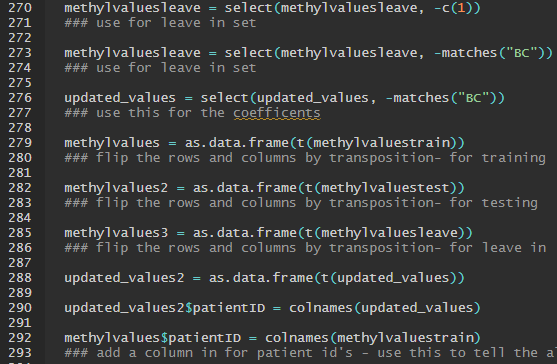 270 methylvaluesleave = select(methylvaluesleave, -c(1))
271 ### use for leave in set
272
273 methylvaluesleave = select(methylvaluesleave, -matches("BC"))
274 ### use for leave in set
275
276 updated_values = select(updated_values, -matches("BC"))
277 ### use this for the coefficents
278
279 methylvalues = as.data.frame(t(methylvaluestrain))
280 ### flip the rows and columns by transposition- for training
281
282 methylvalues2 = as.data.frame(t(methylvaluestest))
283 ### flip the rows and columns by transposition- for testing
284
285 methylvalues3 = as.data.frame(t(methylvaluesleave))
286 ### flip the rows and columns by transposition- for leave in
287
288 updated_values2 = as.data.frame(t(updated_values))
289
290 updated_values2$patientID = colnames(updated_values)
291
292 methylvalues$patientID = colnames(methylvaluestrain)
293 ### add a column in for patient id's - use this to tell the a